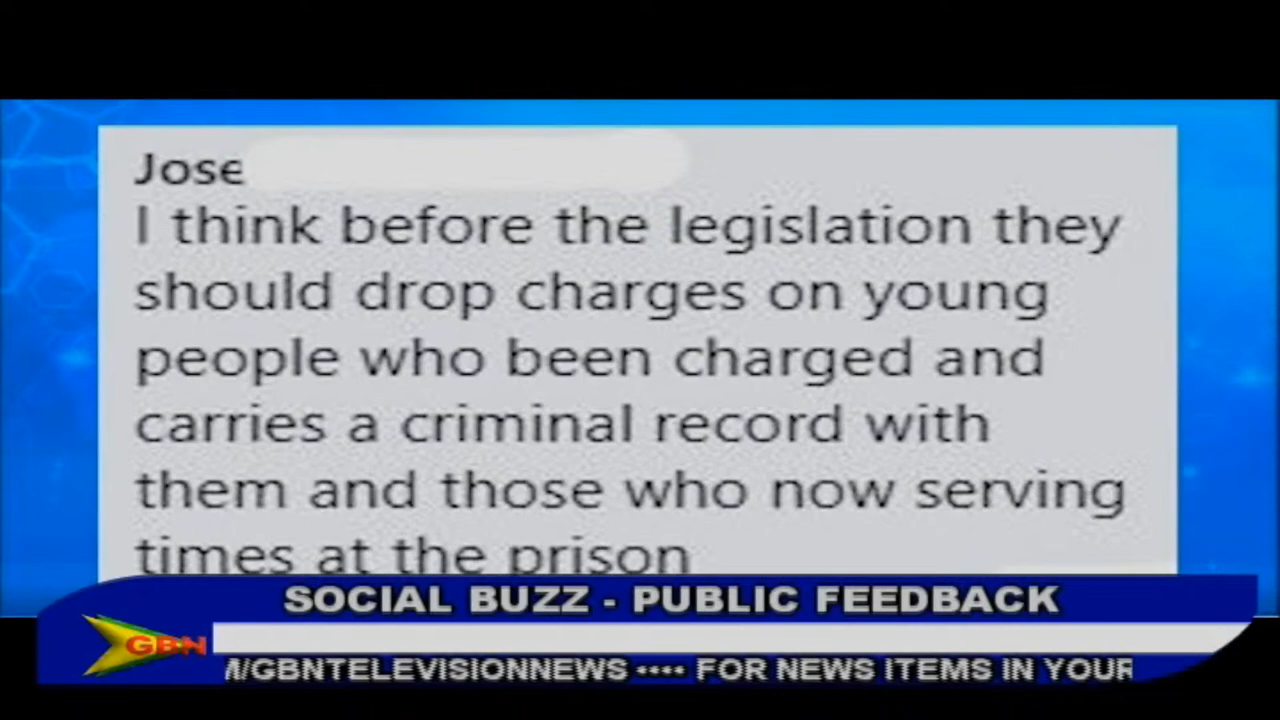 Jose
I think before the legislation they
should drop charges on young
people who been charged and
carries a criminal record with
them and those who now serving
times at the prison
SOCIAL BUZZ - PUBLIC FEEDBACK
GBN
M/GBNTELEVISIONNEWS •••• FOR NEWS ITEMS IN YOUR